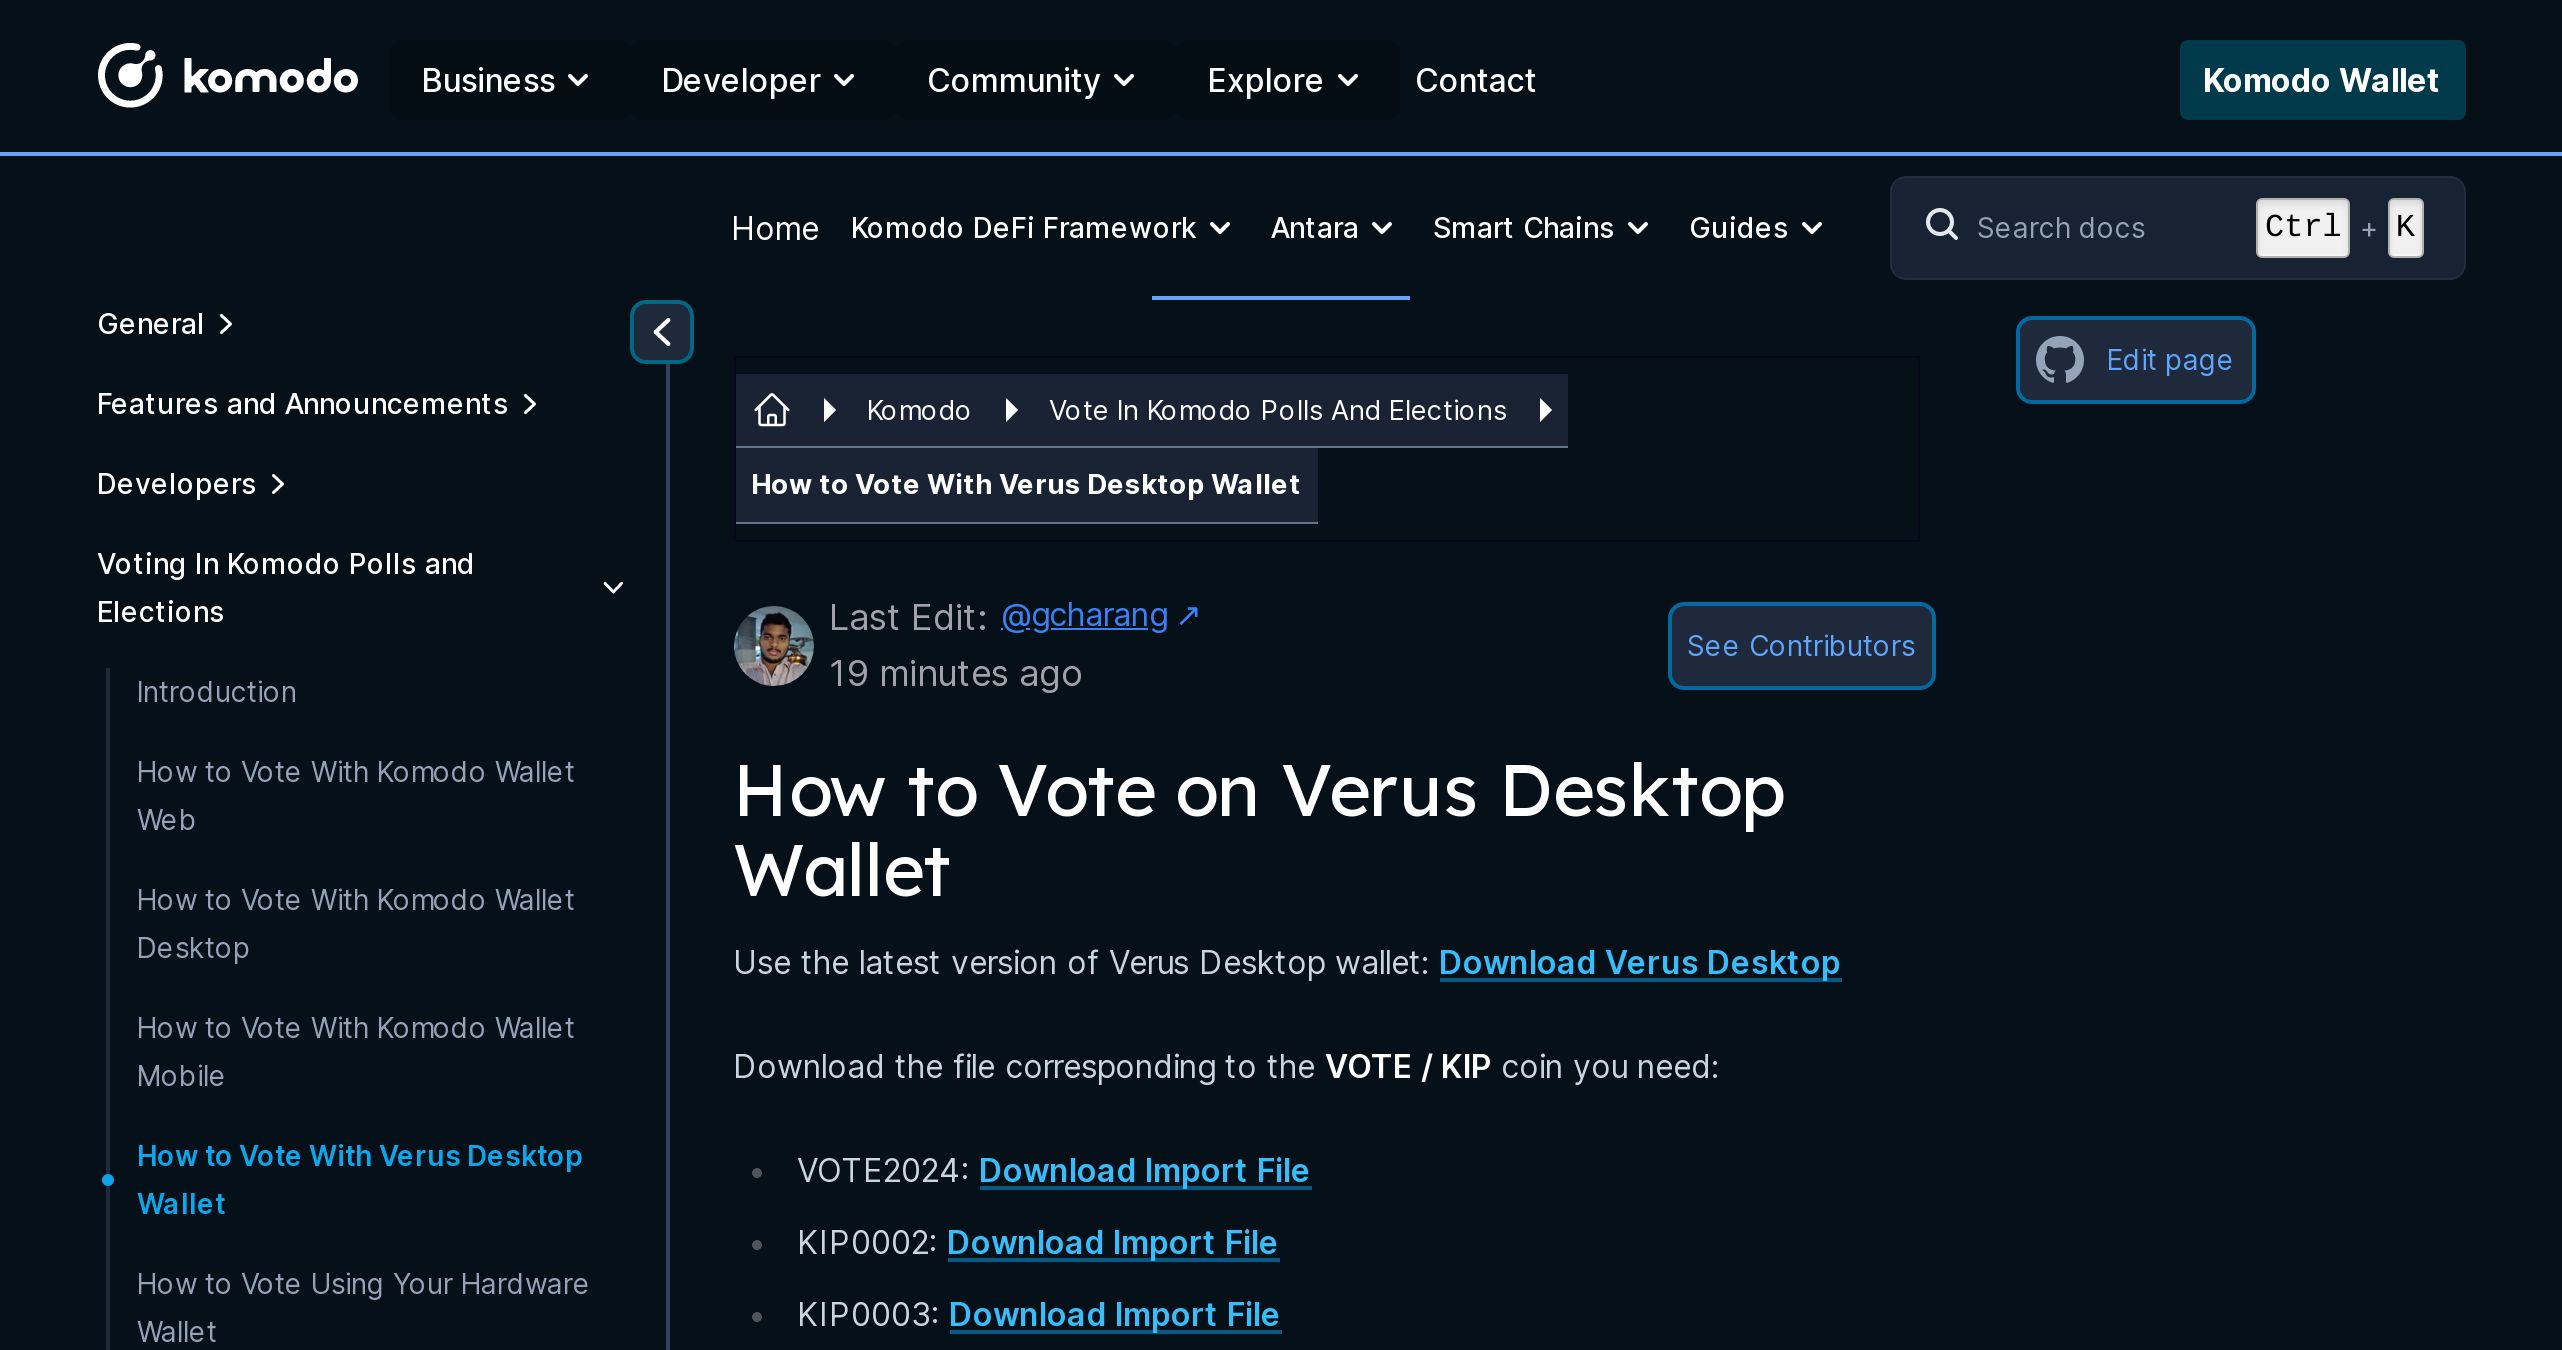 komodo
Business
Developer
Community
Explore
Contact
Komodo Wallet
Home
Komodo DeFi Framework
Antara
Smart Chains
Guides
Search docs
Ctrl + K
General
Features and Announcements
Developers
Voting In Komodo Polls and
Elections
Introduction
How to Vote With Komodo Wallet
Web
How to Vote With Komodo Wallet
Desktop
How to Vote With Komodo Wallet
Mobile
How to Vote With Verus Desktop
Wallet
How to Vote Using Your Hardware
Wallet
Komodo
Vote In Komodo Polls And Elections
How to Vote With Verus Desktop Wallet
Edit page
Last Edit: @gcharang ↗
19 minutes ago
See Contributors
How to Vote on Verus Desktop
Wallet
Use the latest version of Verus Desktop wallet: Download Verus Desktop
Download the file corresponding to the VOTE / KIP coin you need:
• VOTE2024: Download Import File
• KIP0002: Download Import File
• KIP0003: Download Import File